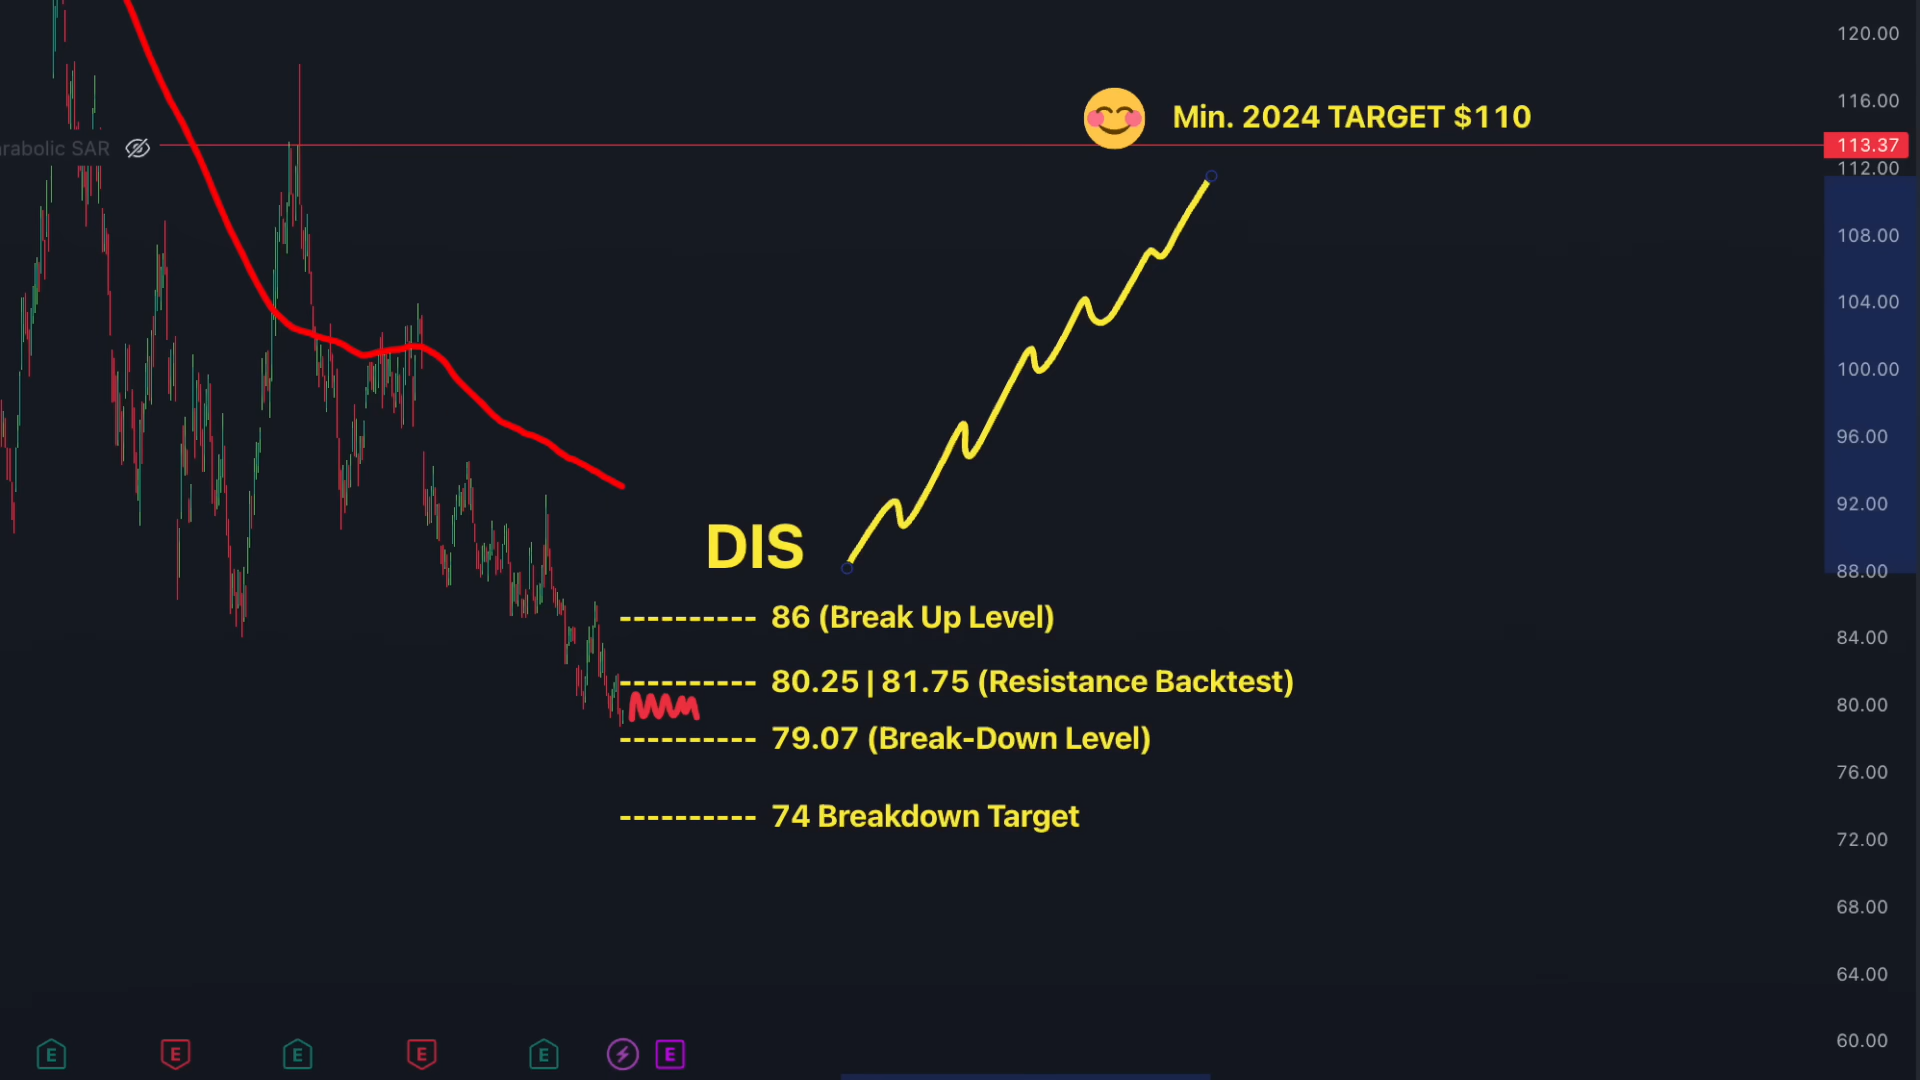 120.00
Min. 2024 TARGET $110
116.00
arabolic SAR
113.37
112.00
108.00
104.00
100.00
96.00
92.00
DIS
88.00
86 (Break Up Level)
84.00
80.25 | 81.75 (Resistance Backtest)
80.00
79.07 (Break-Down Level)
76.00
74 Breakdown Target
72.00
68.00
64.00
60.00
E E E E E E